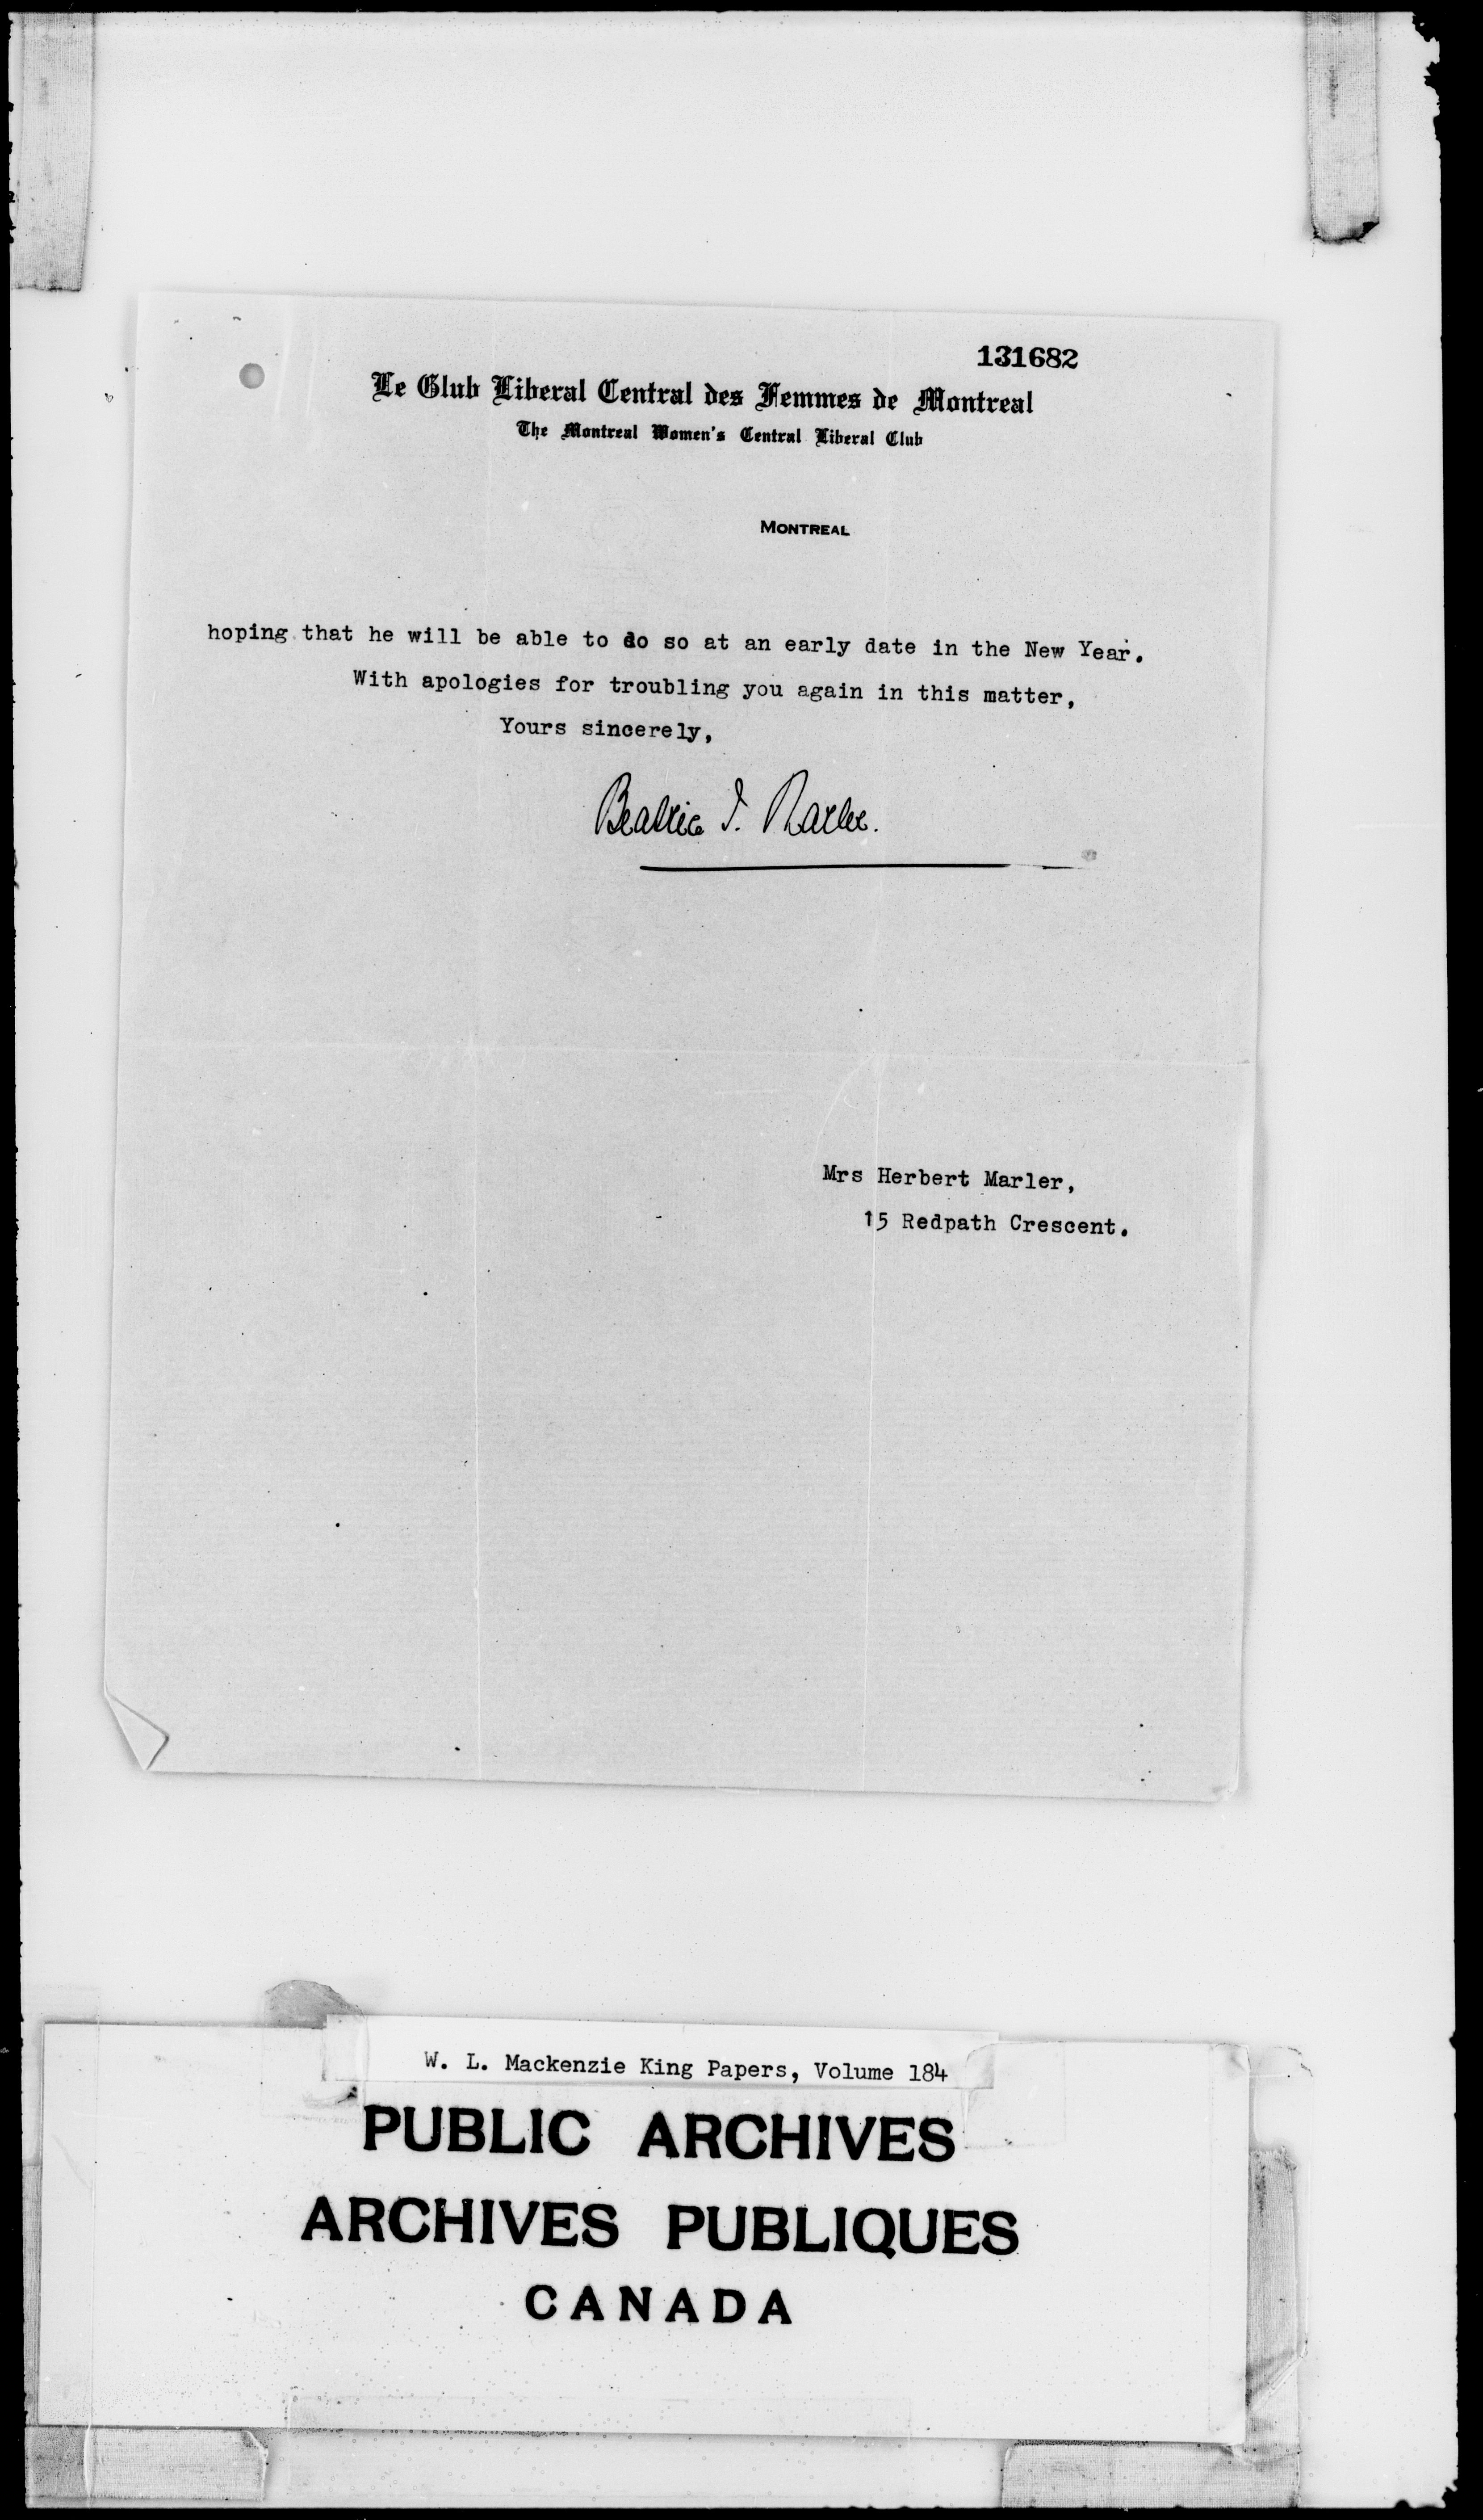 131682
Le Club Liberal Central des Femmes de Montreal
The Montreal Women's Central Liberal Club
MONTREAL
hoping that he will be able to do so at an early date in the New Year.
With apologies for troubling you again in this matter,
Yours sincerely,
Beatrice I. Marler.
Mrs Herbert Marler,
15 Redpath Crescent.
W. L. Mackenzie King Papers, Volume 184
PUBLIC ARCHIVES
ARCHIVES PUBLIQUES
CANADA